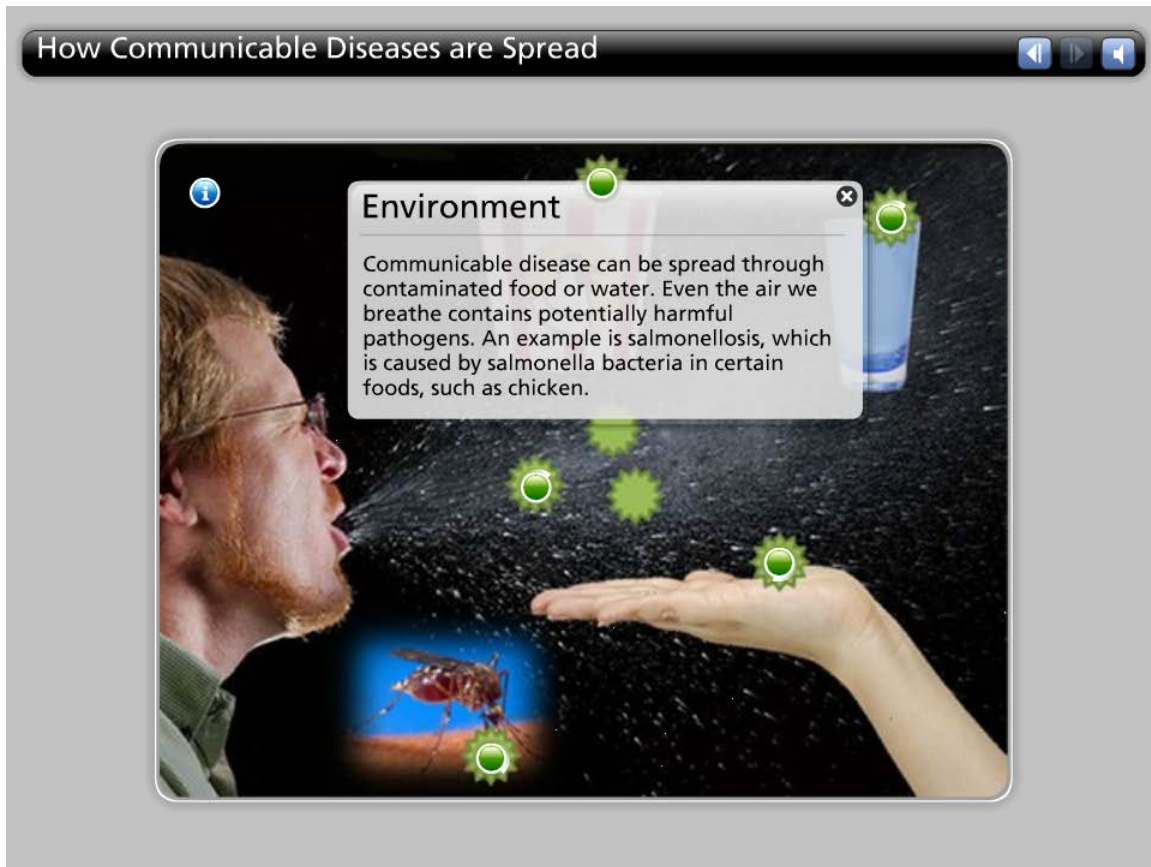 How Communicable Diseases are Spread
Environment
Communicable disease can be spread through
contaminated food or water. Even the air we
breathe contains potentially harmful
pathogens. An example is salmonellosis, which
is caused by salmonella bacteria in certain
foods, such as chicken.